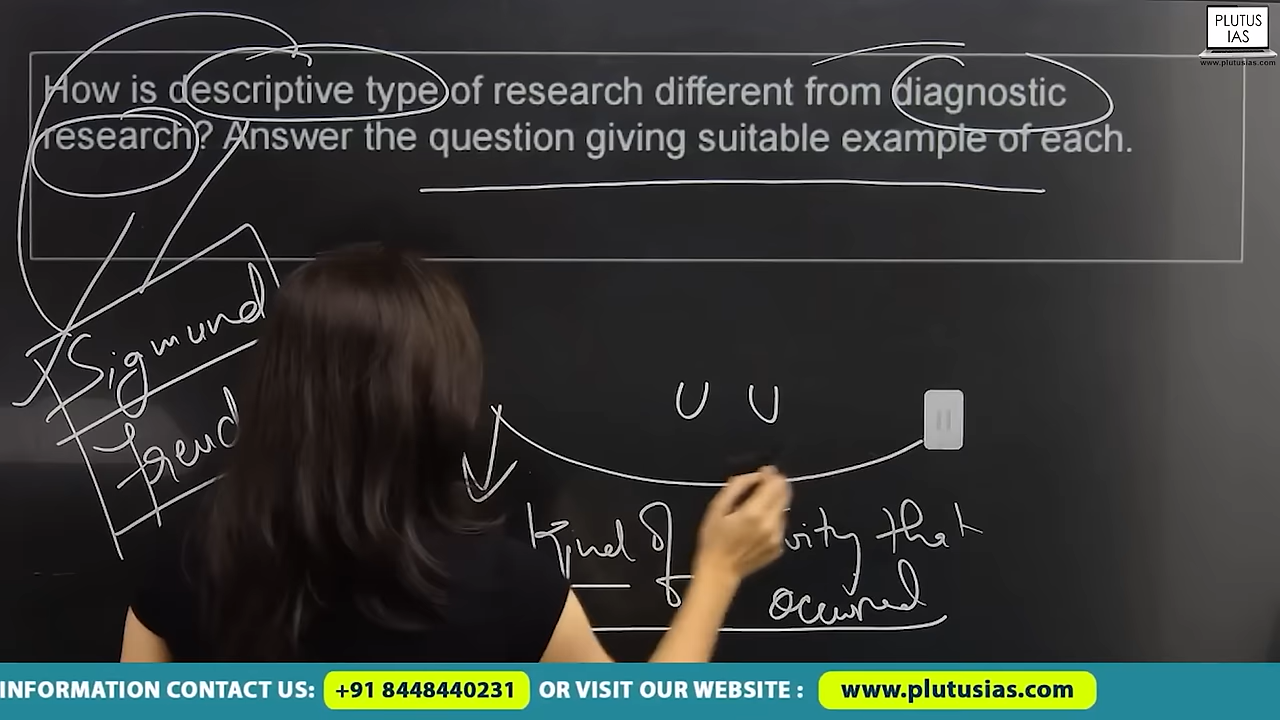 PLUTUS
IAS
www.plutusias.com
How is descriptive type of research different from diagnostic
research? Answer the question giving suitable example of each.
Sigmund
Freud
U U
Kind of that
occurred
INFORMATION CONTACT US: +91 8448440231 OR VISIT OUR WEBSITE : www.plutusias.com